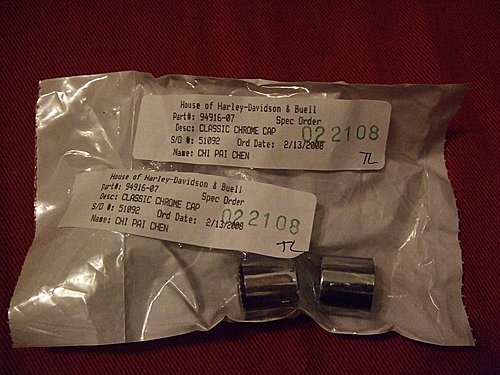 House of Harley-Davidson & Buell
Part#: 94916-07 Spec Order
Desc: CLASSIC CHROME CAP
S/O #: 51092 Ord Date: 2/13/2008
Name: CHI PAI CHEN
022108
TL
House of Harley-Davidson & Buell
Part#: 94916-07 Spec Order
Desc: CLASSIC CHROME CAP
S/O #: 51092 Ord Date: 2/13/2008
Name: CHI PAI CHEN
022108
TL